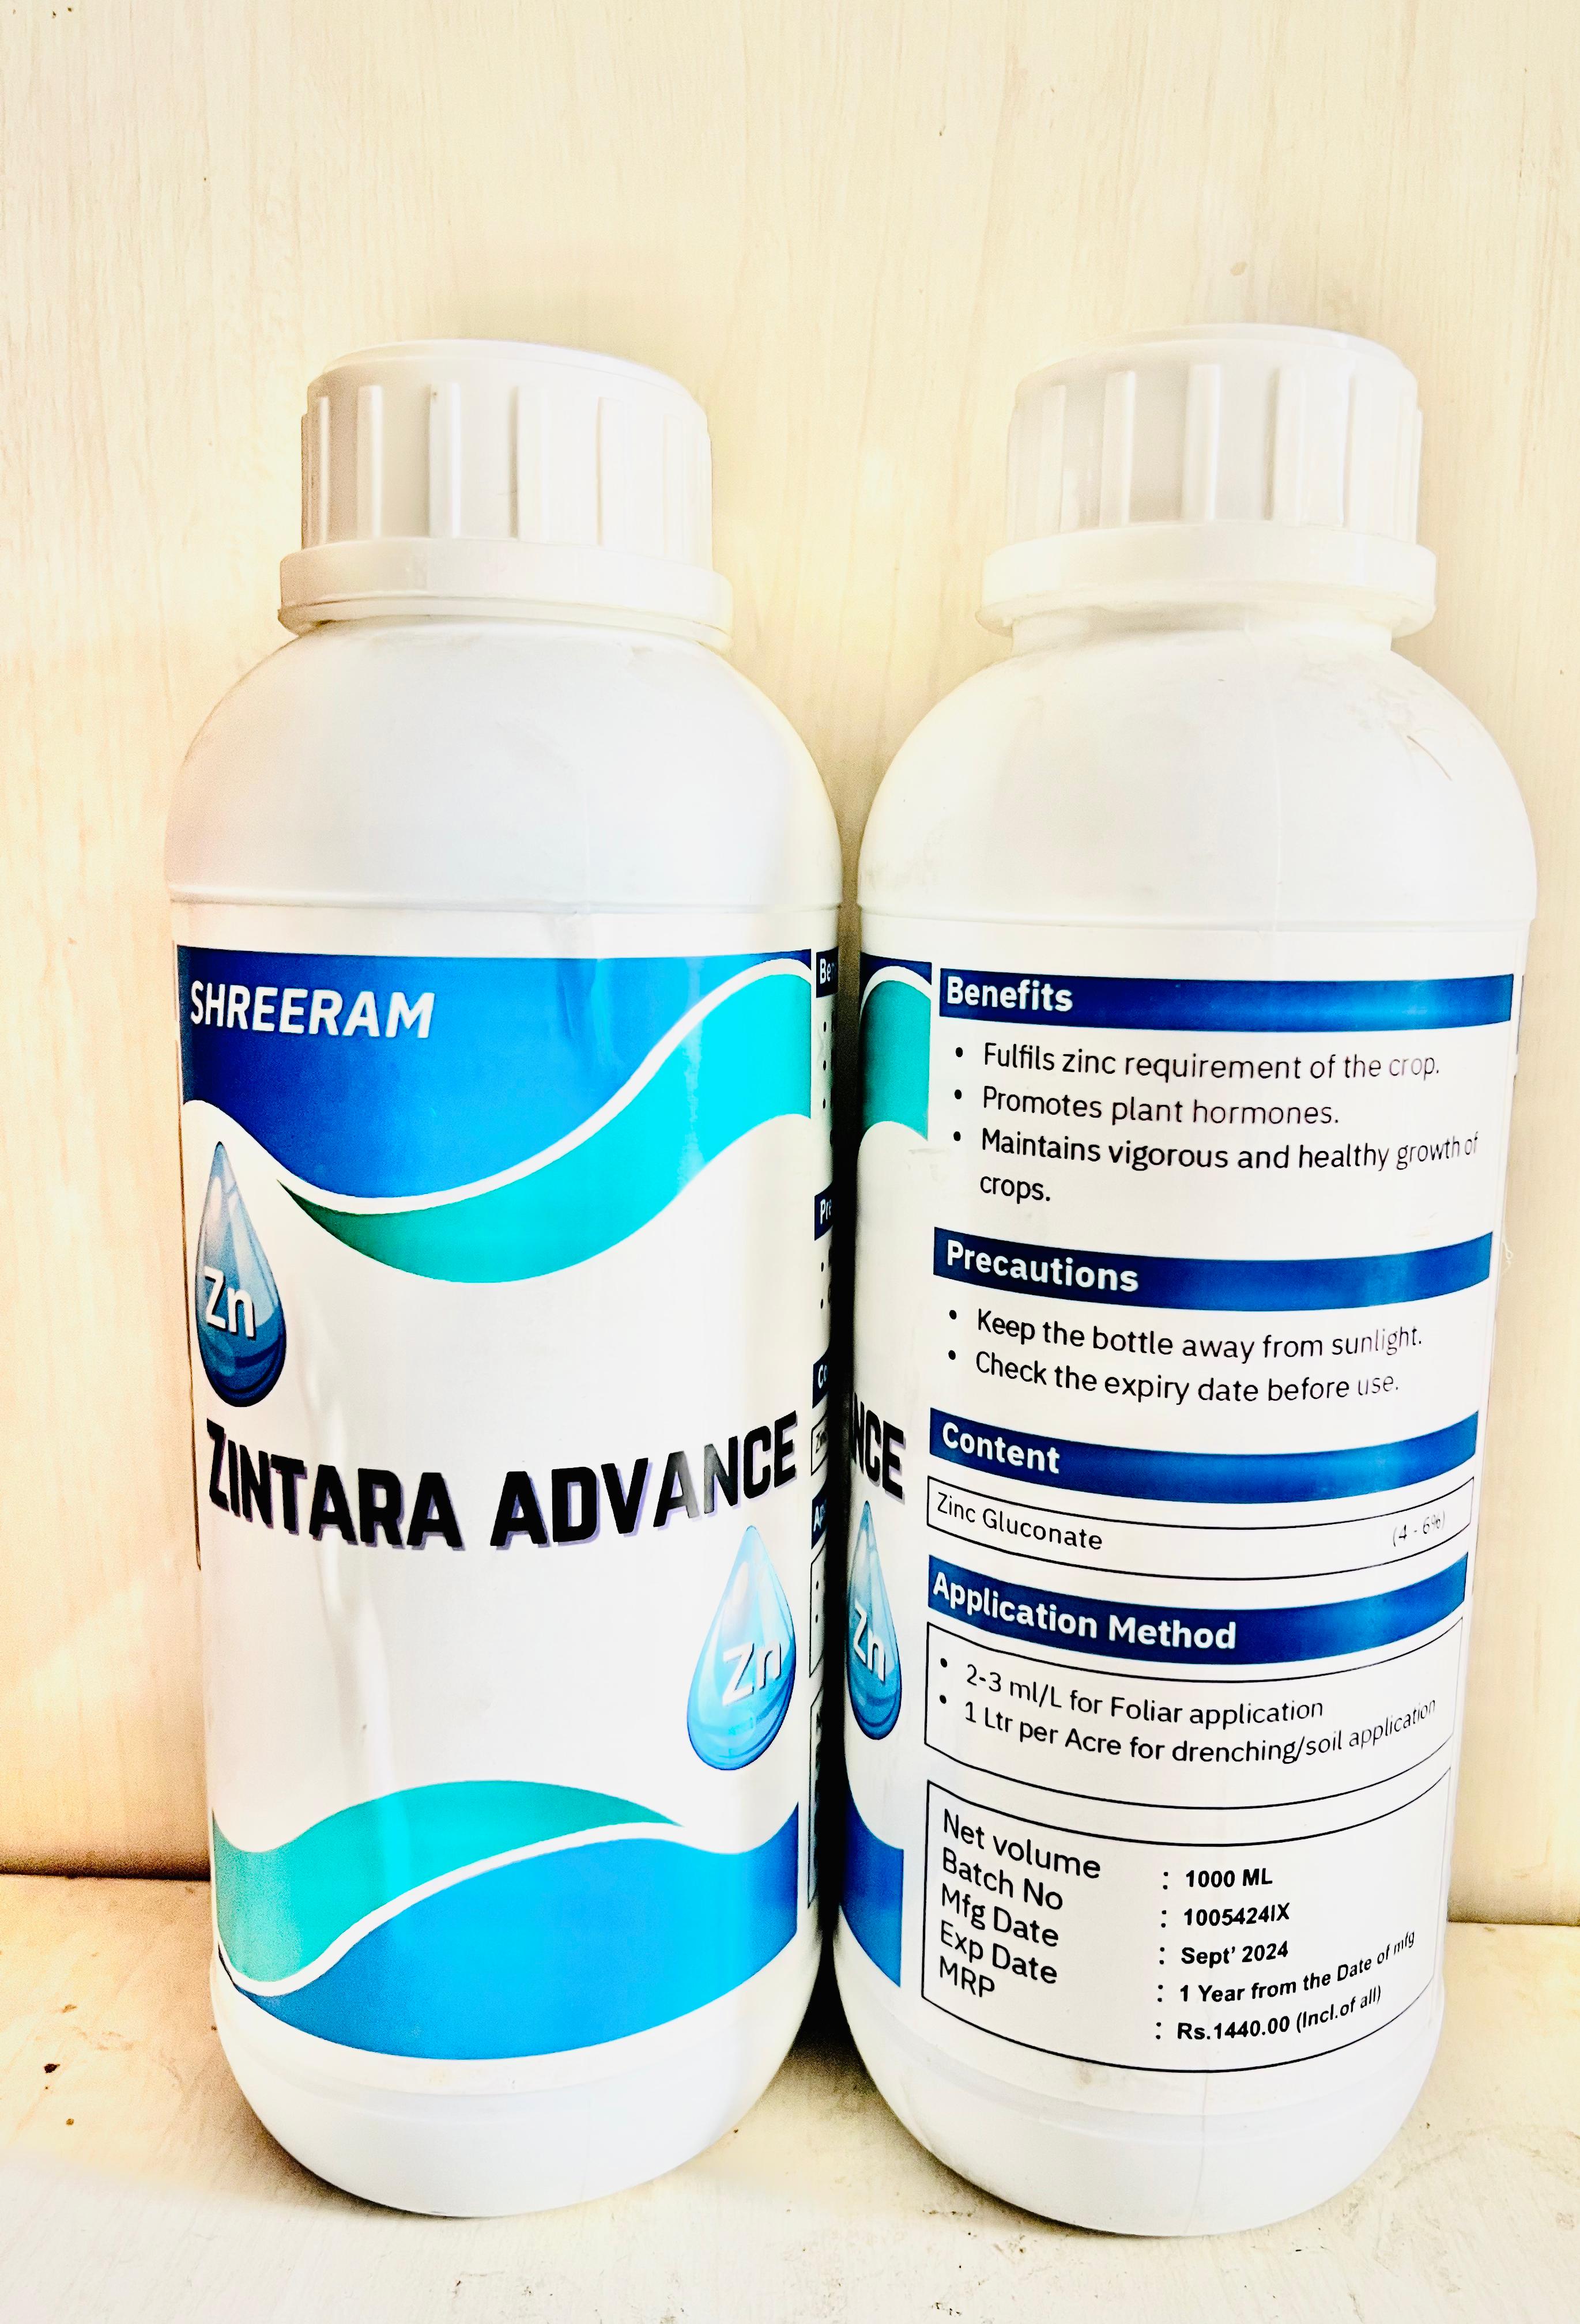 SHREERAM
Zn
ZINTARA ADVANCE
Zn
Benefits
• Fulfils zinc requirement of the crop.
• Promotes plant hormones.
• Maintains vigorous and healthy growth of
crops.
Precautions
• Keep the bottle away from sunlight.
• Check the expiry date before use.
Content
Zinc Gluconate (4 - 6%)
Application Method
• 2-3 ml/L for Foliar application
• 1 Ltr per Acre for drenching/soil application
Net volume : 1000 ML
Batch No : 1005424IX
Mfg Date : Sept' 2024
Exp Date : 1 Year from the Date of mfg
MRP : Rs.1440.00 (Incl.of all)
NCE
Zn